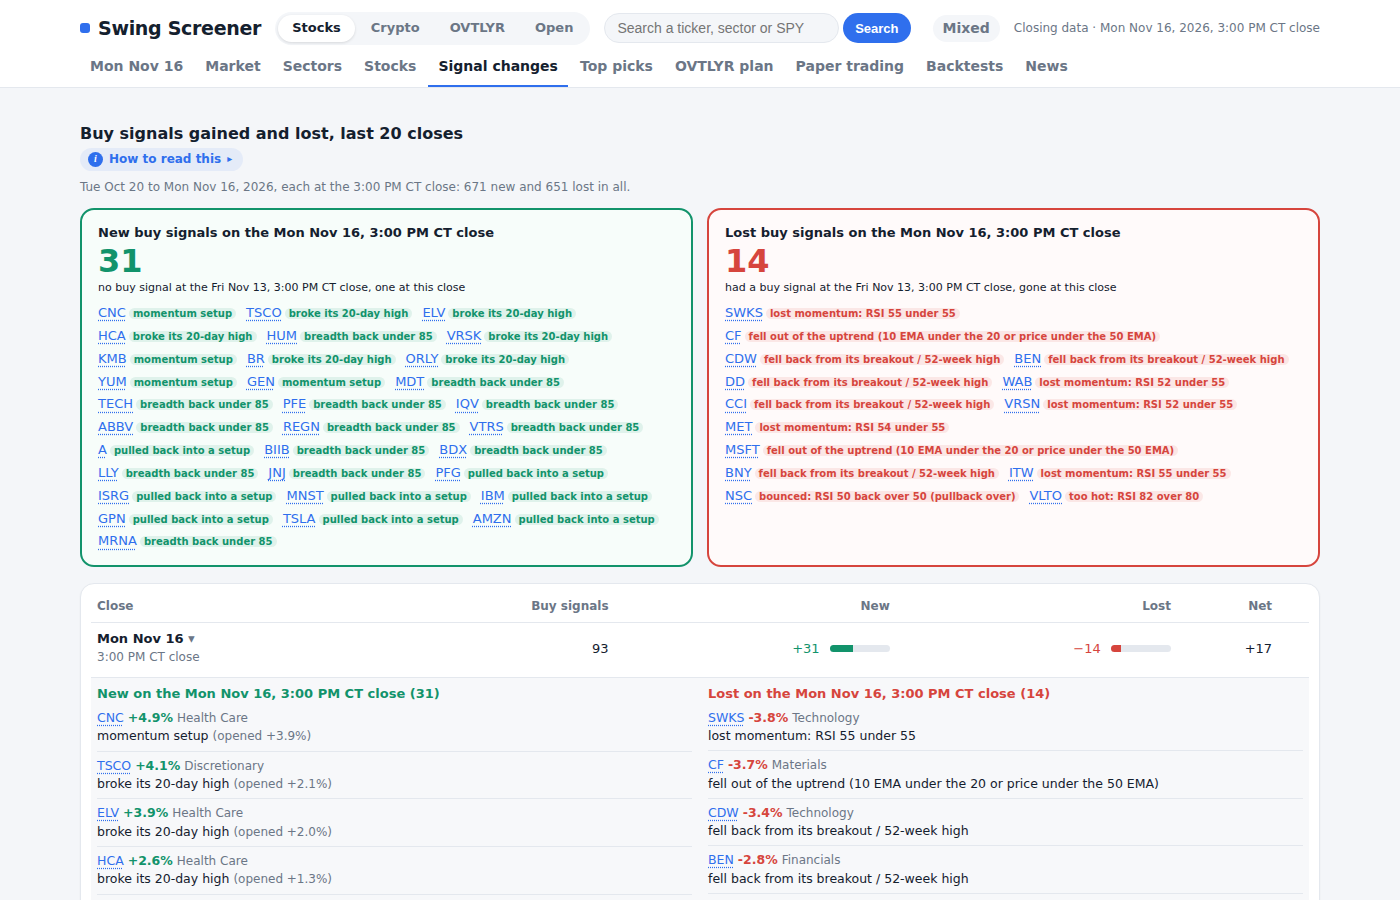 Swing Screener
Stocks Crypto OVTLYR Open
Search a ticker, sector or SPY
Search
Mixed
Closing data · Mon Nov 16, 2026, 3:00 PM CT close
Mon Nov 16 Market Sectors Stocks Signal changes Top picks OVTLYR plan Paper trading Backtests News
Buy signals gained and lost, last 20 closes
i How to read this ▸
Tue Oct 20 to Mon Nov 16, 2026, each at the 3:00 PM CT close: 671 new and 651 lost in all.
New buy signals on the Mon Nov 16, 3:00 PM CT close
31
no buy signal at the Fri Nov 13, 3:00 PM CT close, one at this close
CNC momentum setup TSCO broke its 20-day high ELV broke its 20-day high
HCA broke its 20-day high HUM breadth back under 85 VRSK broke its 20-day high
KMB momentum setup BR broke its 20-day high ORLY broke its 20-day high
YUM momentum setup GEN momentum setup MDT breadth back under 85
TECH breadth back under 85 PFE breadth back under 85 IQV breadth back under 85
ABBV breadth back under 85 REGN breadth back under 85 VTRS breadth back under 85
A pulled back into a setup BIIB breadth back under 85 BDX breadth back under 85
LLY breadth back under 85 JNJ breadth back under 85 PFG pulled back into a setup
ISRG pulled back into a setup MNST pulled back into a setup IBM pulled back into a setup
GPN pulled back into a setup TSLA pulled back into a setup AMZN pulled back into a setup
MRNA breadth back under 85
Lost buy signals on the Mon Nov 16, 3:00 PM CT close
14
had a buy signal at the Fri Nov 13, 3:00 PM CT close, gone at this close
SWKS lost momentum: RSI 55 under 55
CF fell out of the uptrend (10 EMA under the 20 or price under the 50 EMA)
CDW fell back from its breakout / 52-week high BEN fell back from its breakout / 52-week high
DD fell back from its breakout / 52-week high WAB lost momentum: RSI 52 under 55
CCI fell back from its breakout / 52-week high VRSN lost momentum: RSI 52 under 55
MET lost momentum: RSI 54 under 55
MSFT fell out of the uptrend (10 EMA under the 20 or price under the 50 EMA)
BNY fell back from its breakout / 52-week high ITW lost momentum: RSI 55 under 55
NSC bounced: RSI 50 back over 50 (pullback over) VLTO too hot: RSI 82 over 80
Close Buy signals New Lost Net
Mon Nov 16 ▾ 93 +31 −14 +17
3:00 PM CT close
New on the Mon Nov 16, 3:00 PM CT close (31)
CNC +4.9% Health Care
momentum setup (opened +3.9%)
TSCO +4.1% Discretionary
broke its 20-day high (opened +2.1%)
ELV +3.9% Health Care
broke its 20-day high (opened +2.0%)
HCA +2.6% Health Care
broke its 20-day high (opened +1.3%)
Lost on the Mon Nov 16, 3:00 PM CT close (14)
SWKS -3.8% Technology
lost momentum: RSI 55 under 55
CF -3.7% Materials
fell out of the uptrend (10 EMA under the 20 or price under the 50 EMA)
CDW -3.4% Technology
fell back from its breakout / 52-week high
BEN -2.8% Financials
fell back from its breakout / 52-week high